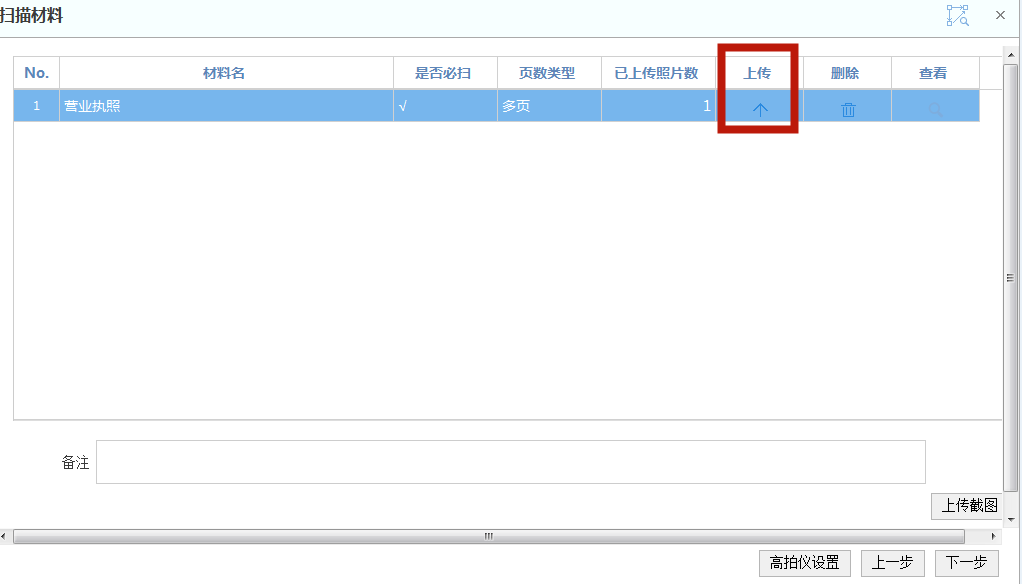 扫描材料
No. 材料名 是否必扫 页数类型 已上传照片数 上传 删除 查看
1 营业执照 √ 多页 1
备注
上传截图
高拍仪设置 上一步 下一步